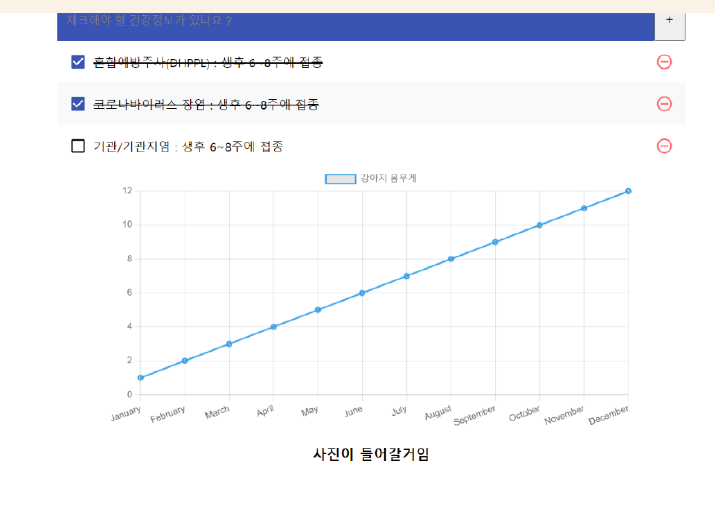 체크해야 할 건강정보가 있나요 ?
+
혼합예방주사(DHPPL) : 생후 6~8주에 접종
코로나바이러스 장염 : 생후 6~8주에 접종
기관/기관지염 : 생후 6~8주에 접종
강아지 몸무게
12
10
8
6
4
2
0
January February March April May June July August September October November December
사진이 들어갈거임